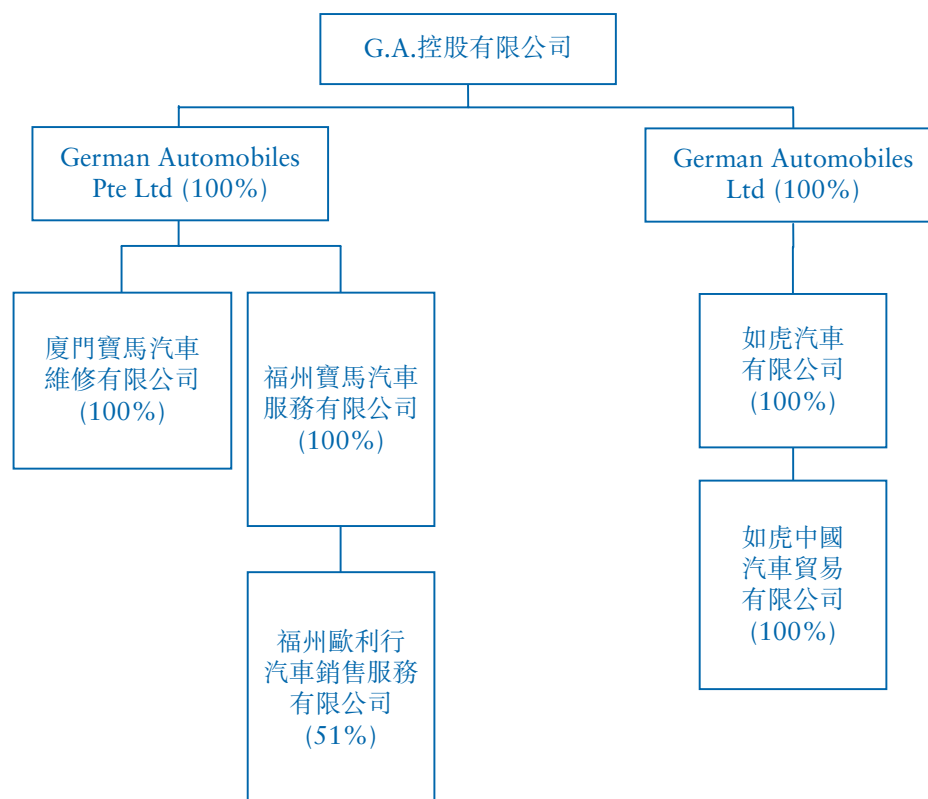 G.A.控股有限公司
German Automobiles
Pte Ltd (100%)
German Automobiles
Ltd (100%)
廈門寶馬汽車
維修有限公司
(100%)
福州寶馬汽車
服務有限公司
(100%)
如虎汽車
有限公司
(100%)
福州歐利行
汽車銷售服務
有限公司
(51%)
如虎中國
汽車貿易
有限公司
(100%)